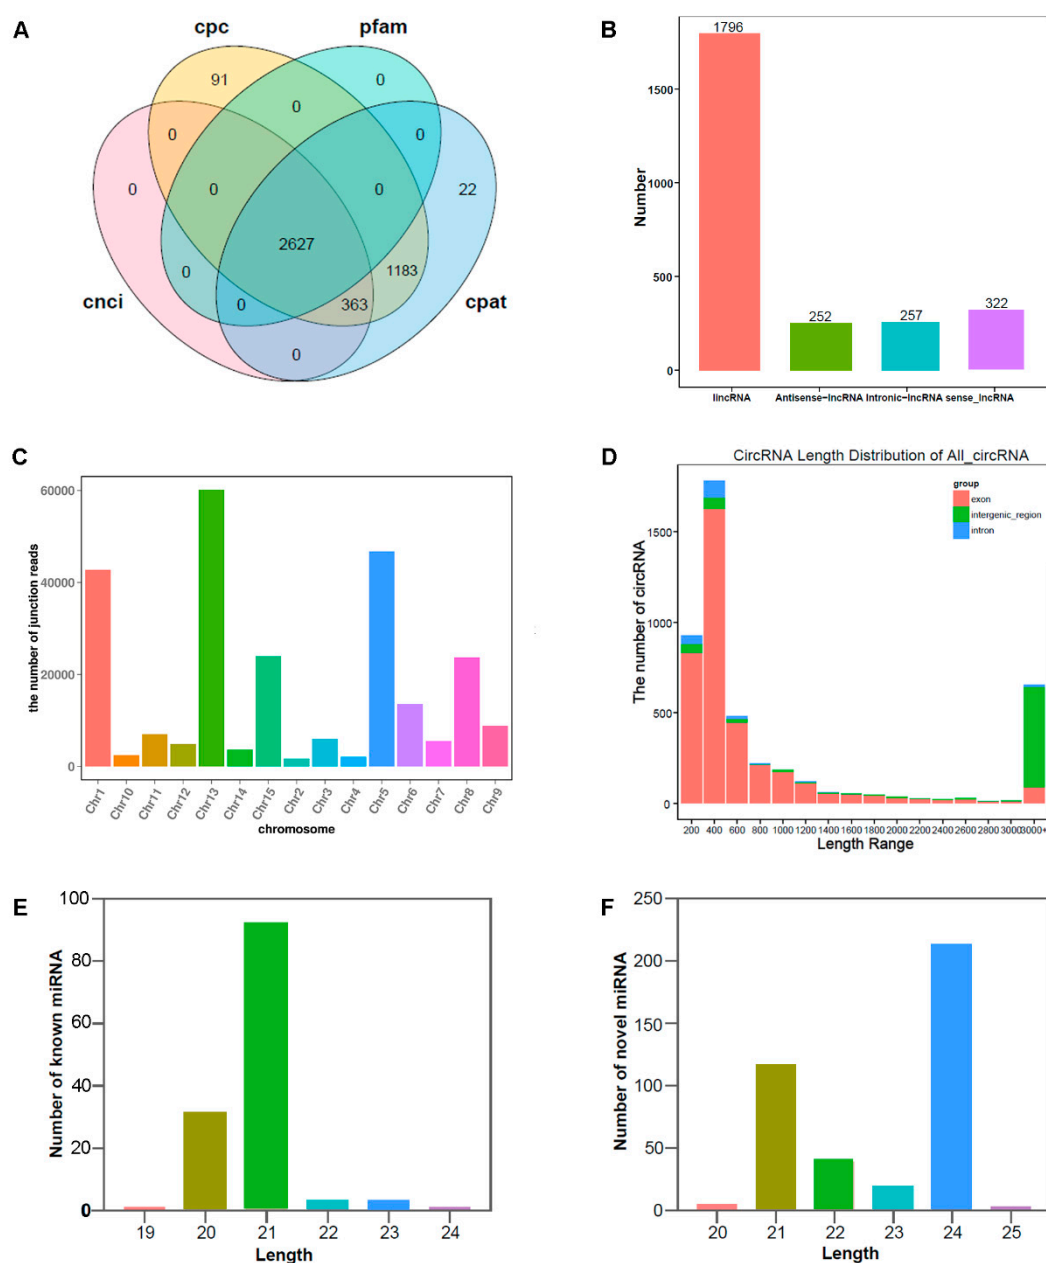 A
cpc
pfam
91
0
0
0
0
0
0
0
22
2627
0
1183
cnci
0
363
cpat
0
B
1796
1500
1000
500
0
Number
252
257
322
lincRNA
Antisense-lncRNA
Intronic-lncRNA
sense_lncRNA
C
60000
40000
20000
0
the number of junction reads
Chr1
Chr10
Chr11
Chr12
Chr13
Chr14
Chr15
Chr2
Chr3
Chr4
Chr5
Chr6
Chr7
Chr8
Chr9
chromosome
D
CircRNA Length Distribution of All_circRNA
group
exon
intergenic_region
intron
1500
1000
500
0
The number of circRNA
200 400 600 800 1000 1200 1400 1600 1800 2000 2200 2400 2600 2800 3000 3000+
Length Range
E
100
80
60
40
20
0
Number of known miRNA
19 20 21 22 23 24
Length
F
250
200
150
100
50
0
Number of novel miRNA
20 21 22 23 24 25
Length